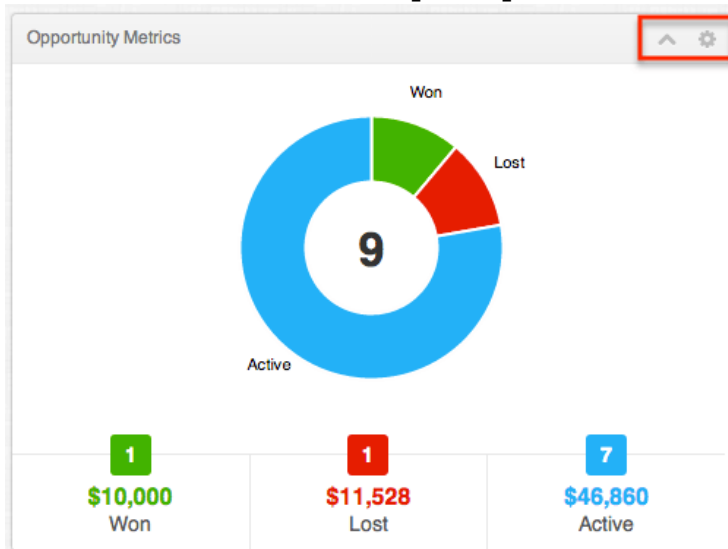 Opportunity Metrics
Won
Lost
9
Active
1 1 7
$10,000 $11,528 $46,860
Won Lost Active